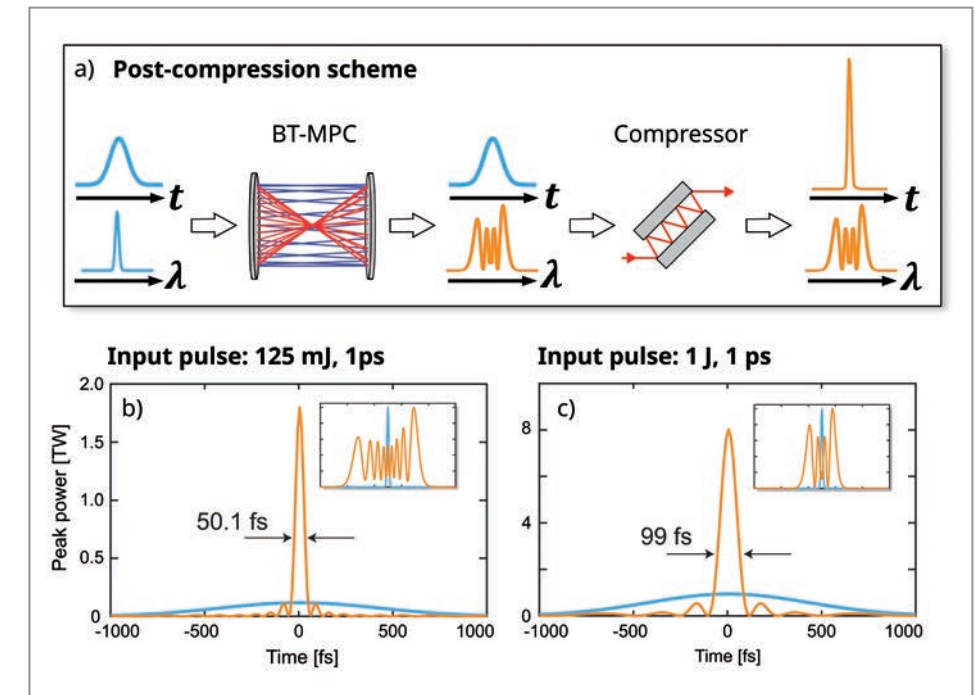 a) Post-compression scheme
BT-MPC
Compressor
t
λ
t
λ
t
λ
Input pulse: 125 mJ, 1ps
b)
Peak power [TW]
2.0
1.5
1.0
0.5
0
50.1 fs
-1000
-500
0
500
1000
Time [fs]
Input pulse: 1 J, 1 ps
c)
8
4
0
99 fs
-1000
-500
0
500
1000
Time [fs]